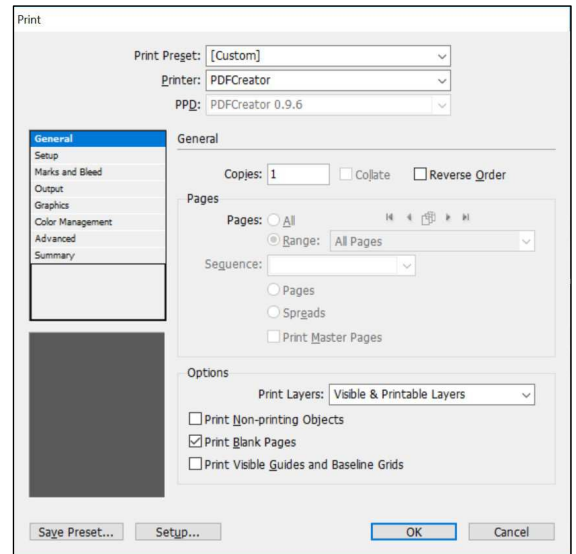 Print
Print Preset: [Custom]
Printer: PDFCreator
PPD: PDFCreator 0.9.6
General
Setup
Marks and Bleed
Output
Graphics
Color Management
Advanced
Summary
General
Copies: 1 Collate Reverse Order
Pages
Pages: All
Range: All Pages
Sequence:
Pages
Spreads
Print Master Pages
Options
Print Layers: Visible & Printable Layers
Print Non-printing Objects
Print Blank Pages
Print Visible Guides and Baseline Grids
Save Preset... Setup... OK Cancel